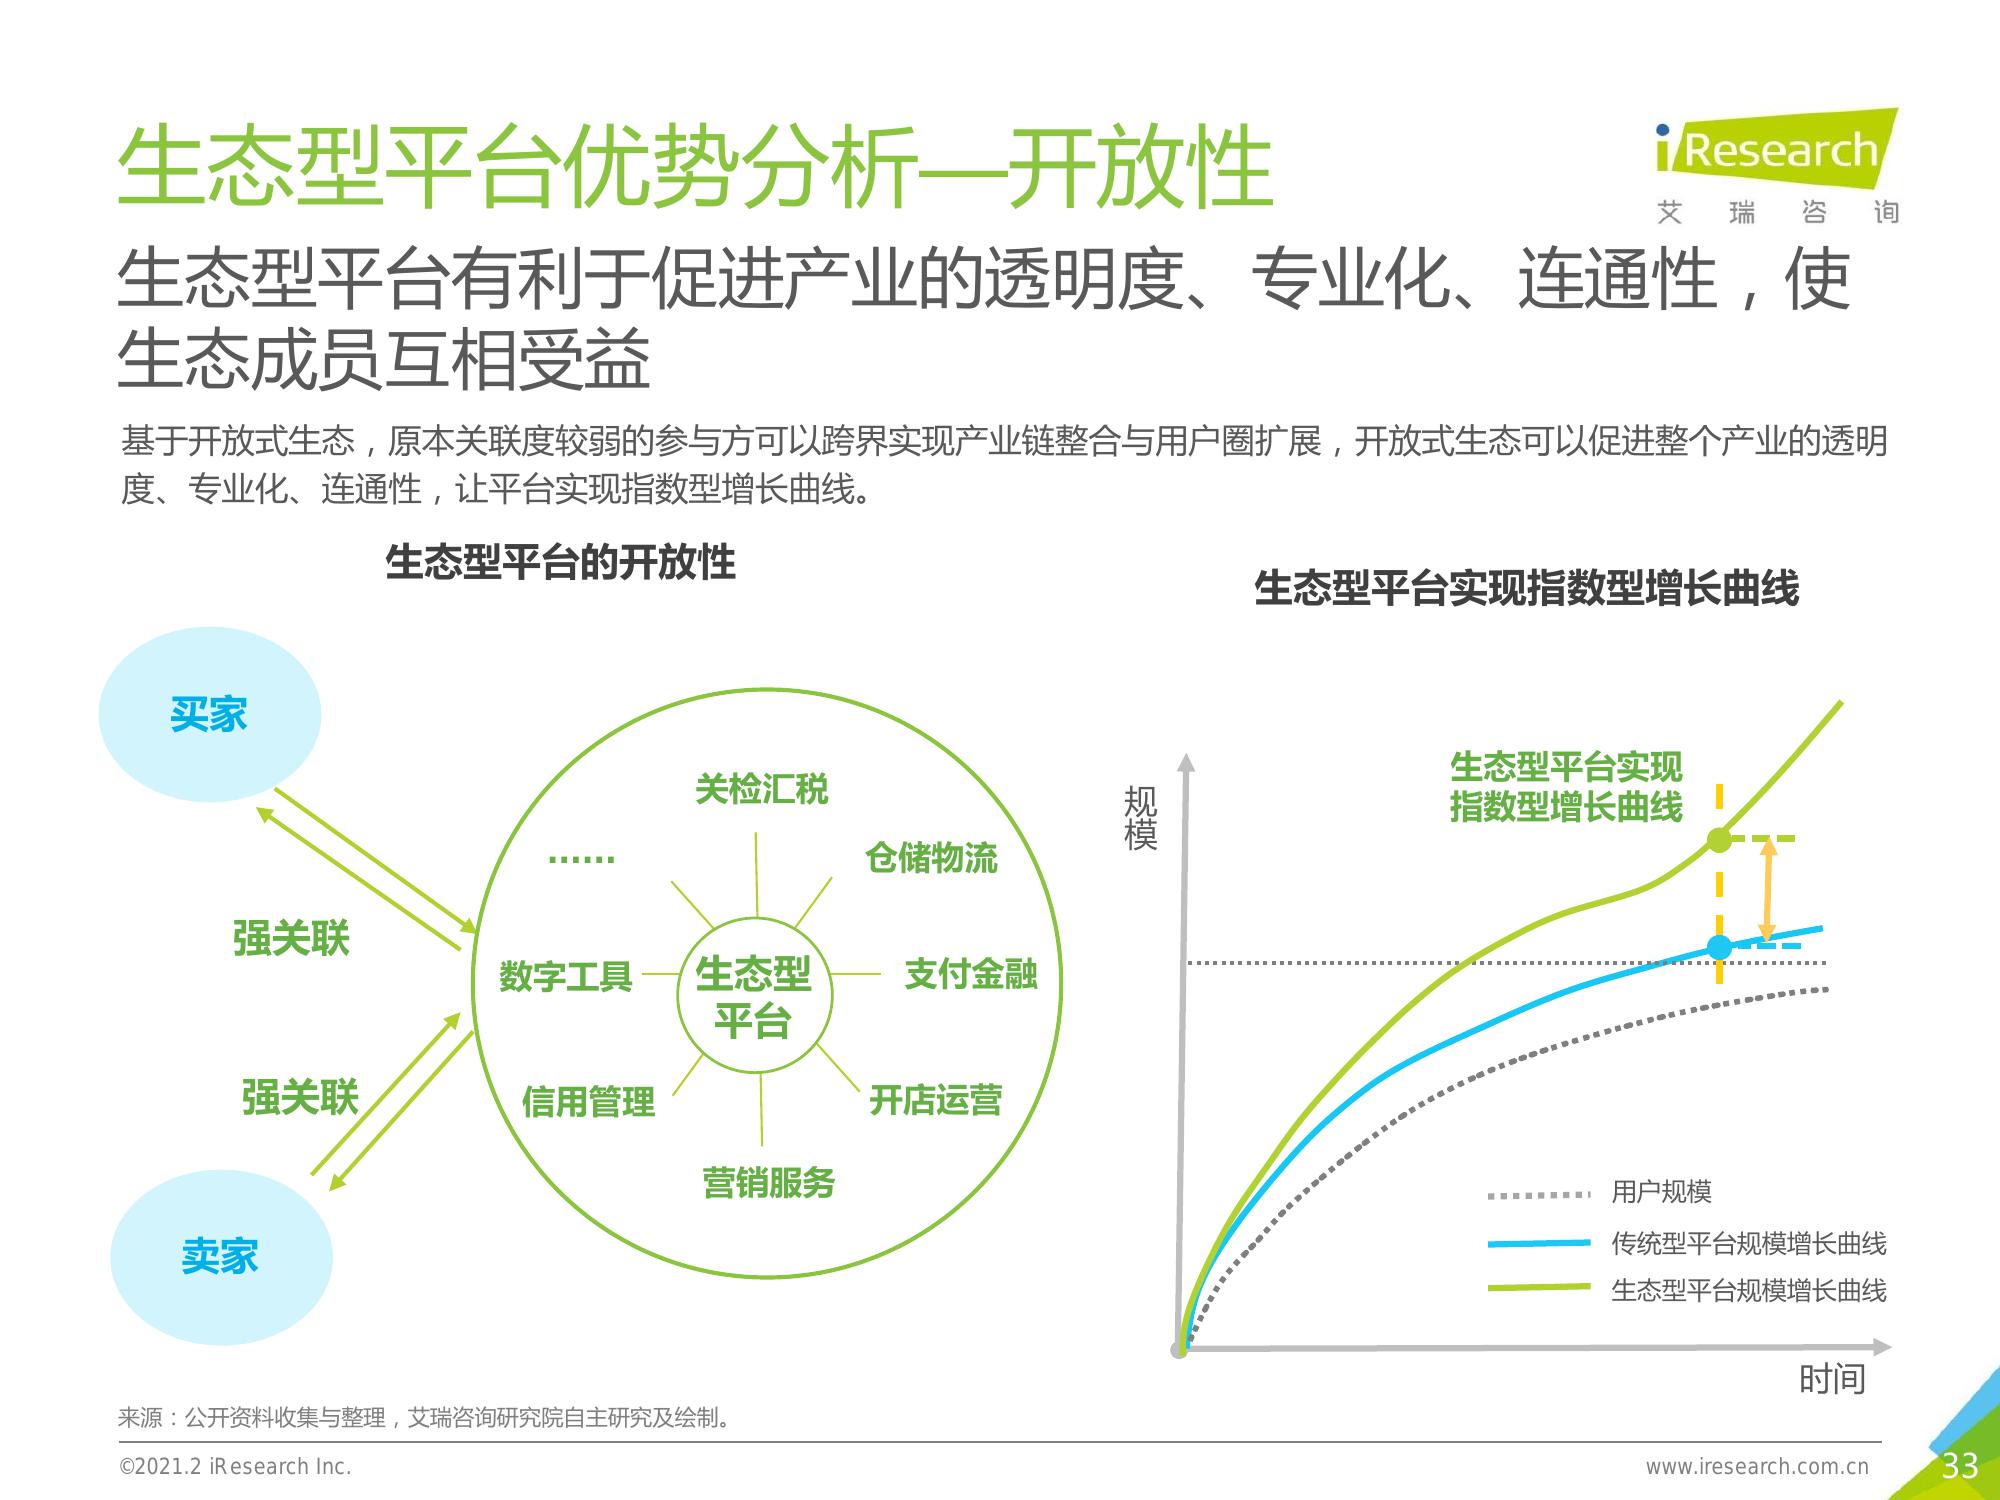 生态型平台优势分析—开放性
iResearch
艾瑞咨询
生态型平台有利于促进产业的透明度、专业化、连通性，使
生态成员互相受益
基于开放式生态，原本关联度较弱的参与方可以跨界实现产业链整合与用户圈扩展，开放式生态可以促进整个产业的透明
度、专业化、连通性，让平台实现指数型增长曲线。
生态型平台的开放性
买家
强关联
强关联
卖家
关检汇税
……
仓储物流
数字工具
生态型
平台
支付金融
信用管理
开店运营
营销服务
生态型平台实现指数型增长曲线
规模
生态型平台实现
指数型增长曲线
用户规模
传统型平台规模增长曲线
生态型平台规模增长曲线
时间
来源：公开资料收集与整理，艾瑞咨询研究院自主研究及绘制。
©2021.2 iResearch Inc.
www.iresearch.com.cn
33